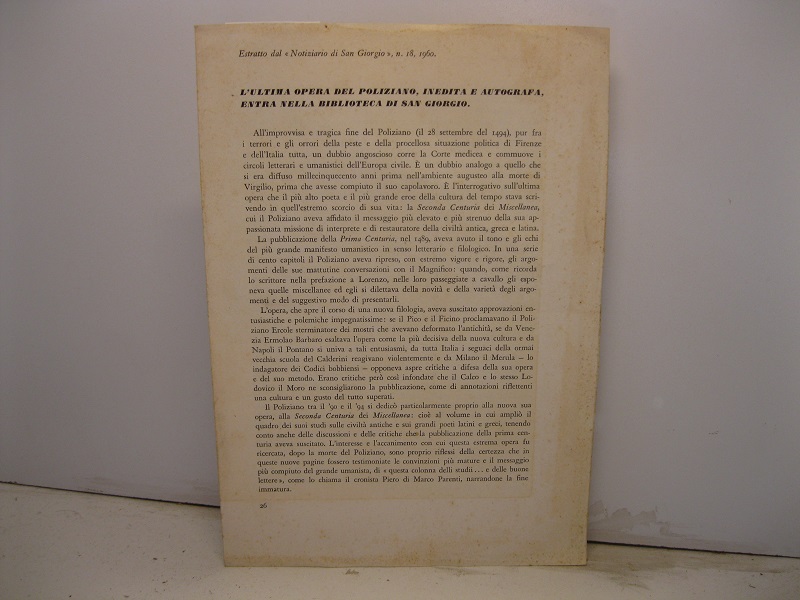 Estratto dal « Notiziario di San Giorgio », n. 18, 1960.
L'ULTIMA OPERA DEL POLIZIANO, INEDITA E AUTOGRAFA,
ENTRA NELLA BIBLIOTECA DI SAN GIORGIO.
All'improvvisa e tragica fine del Poliziano (il 28 settembre del 1494), pur fra
i terrori e gli orrori della peste e della procellosa situazione politica di Firenze
e dell'Italia tutta, un dubbio angoscioso corre la Corte medicea e commuove i
circoli letterari e umanistici dell'Europa civile. È un dubbio analogo a quello che
si era diffuso millecinquecento anni prima nell'ambiente augusteo alla morte di
Virgilio, prima che avesse compiuto il suo capolavoro. È l'interrogativo sull'ultima
opera che il più alto poeta e il più grande eroe della cultura del tempo stava scri-
vendo in quell'estremo scorcio di sua vita: la Seconda Centuria dei Miscellanea,
cui il Poliziano aveva affidato il messaggio più elevato e più strenuo della sua ap-
passionata missione di interprete e di restauratore della civiltà antica, greca e latina.
La pubblicazione della Prima Centuria, nel 1489, aveva avuto il tono e gli echi
del più grande manifesto umanistico in senso letterario e filologico. In una serie
di cento capitoli il Poliziano aveva ripreso, con estremo vigore e rigore, gli argo-
menti delle sue mattutine conversazioni con il Magnifico: quando, come ricorda
lo scrittore nella prefazione a Lorenzo, nelle loro passeggiate a cavallo gli espo-
neva quelle miscellanee ed egli si dilettava della novità e della varietà degli argo-
menti e del suggestivo modo di presentarli.
L'opera, che apre il corso di una nuova filologia, aveva suscitato approvazioni en-
tusiastiche e polemiche impegnatissime: se il Pico e il Ficino proclamavano il Poli-
ziano Ercole sterminatore dei mostri che avevano deformato l'antichità, se da Vene-
zia Ermolao Barbaro esaltava l'opera come la più decisiva della nuova cultura e da
Napoli il Pontano si univa a tali entusiasmi, da tutta Italia i seguaci della ormai
vecchia scuola del Calderini reagivano violentemente e da Milano il Merula – lo
indagatore dei Codici bobbiensi – opponeva aspre critiche a difesa della sua opera
e del suo metodo. Erano critiche però così infondate che il Calco e lo stesso Lo-
dovico il Moro ne sconsigliarono la pubblicazione, come di annotazioni riflettenti
una cultura e un gusto del tutto superati.
Il Poliziano tra il '90 e il '94 si dedicò particolarmente proprio alla nuova sua
opera, alla Seconda Centuria dei Miscellanea: cioè al volume in cui ampliò il
quadro dei suoi studi sulle civiltà antiche e sui grandi poeti latini e greci, tenendo
conto anche delle discussioni e delle critiche che la pubblicazione della prima cen-
turia aveva suscitato. L'interesse e l'accanimento con cui questa estrema opera fu
ricercata, dopo la morte del Poliziano, sono proprio riflessi della certezza che in
queste nuove pagine fossero testimoniate le convinzioni più mature e il messaggio
più compiuto del grande umanista, di « questa colonna delli studii . . . e delle buone
lettere », come lo chiama il cronista Piero di Marco Parenti, narrandone la fine
immatura.
26